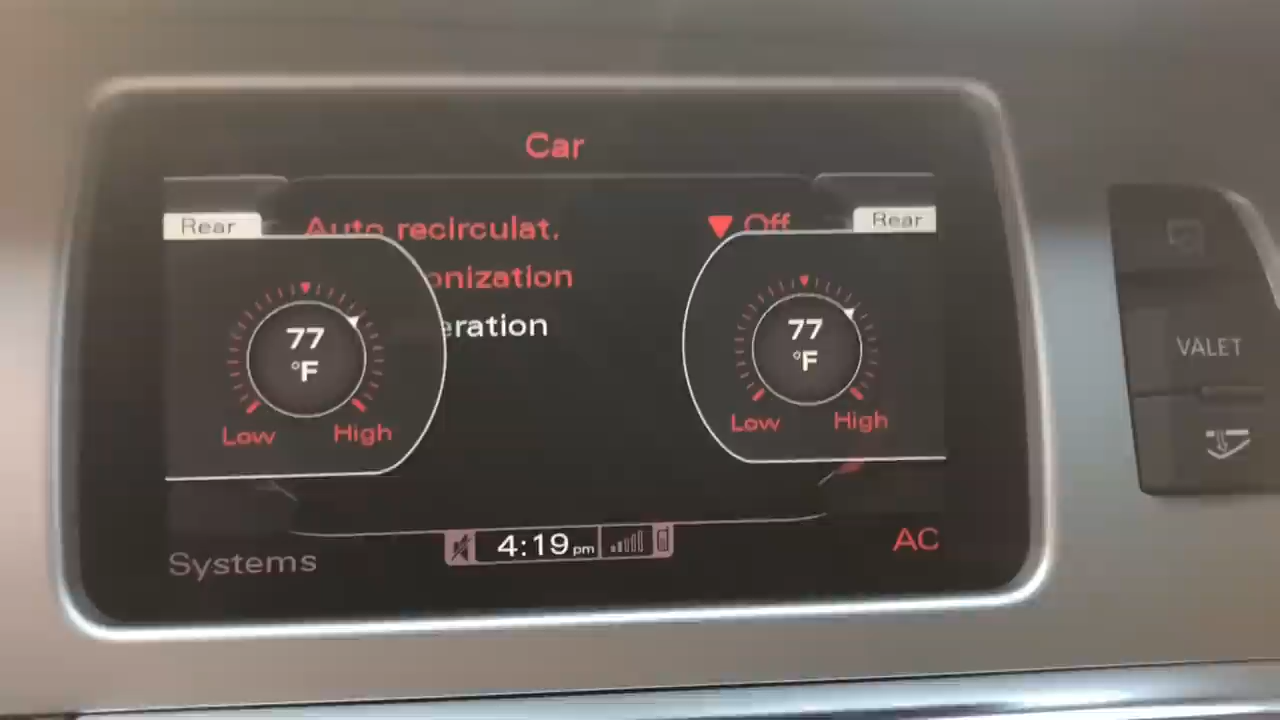 Car
Rear
Auto recirculat.
Off
Rear
onization
eration
77
°F
Low
High
77
°F
Low
High
VALET
Systems
4:19 pm
AC